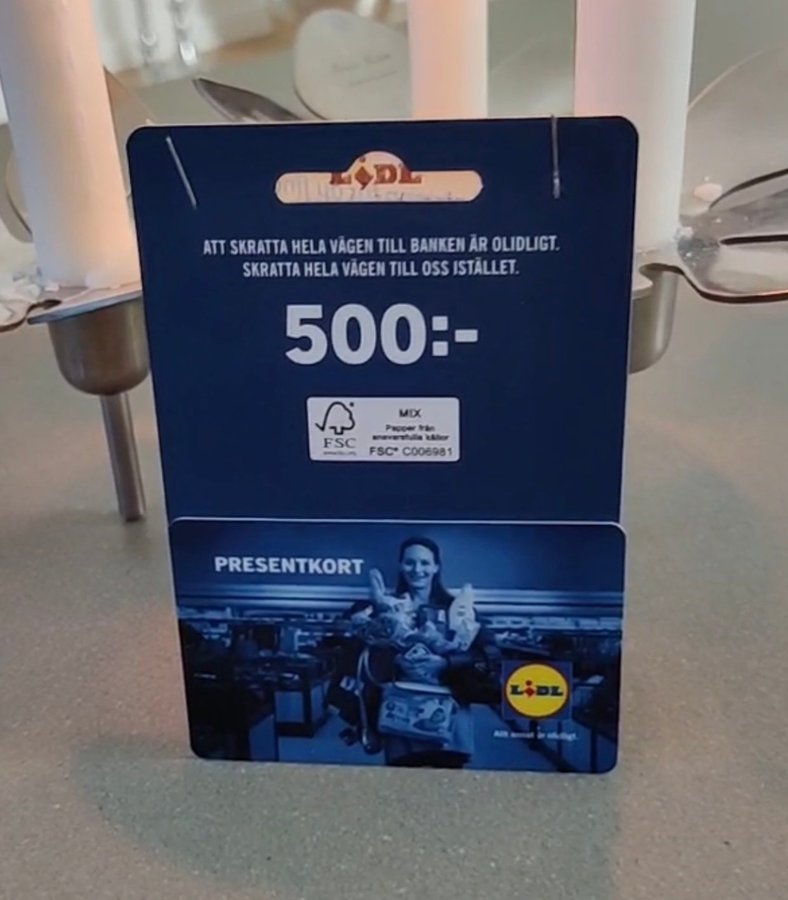 LIDL
ATT SKRATTA HELA VÄGEN TILL BANKEN ÄR OLIDLIGT.
SKRATTA HELA VÄGEN TILL OSS ISTÄLLET.
500:-
MIX
Papper från
ansvarsfulla källor
FSC
FSC® C006981
PRESENTKORT
LIDL
Allt annat är olidligt.